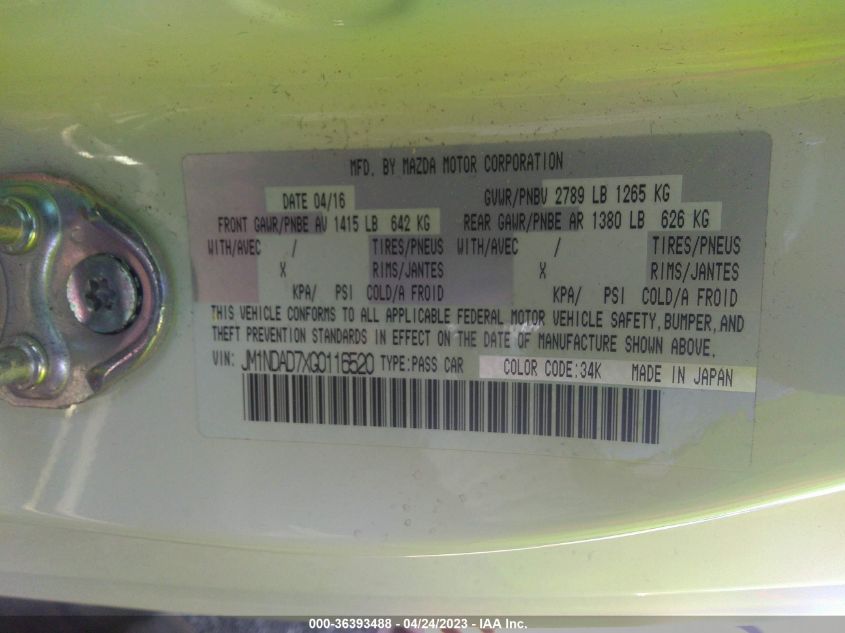 MFD. BY MAZDA MOTOR CORPORATION
DATE 04/16 GVWR/PNBV 2789 LB 1265 KG
FRONT GAWR/PNBE AV 1415 LB 642 KG REAR GAWR/PNBE AR 1380 LB 626 KG
WITH/AVEC / TIRES/PNEUS WITH/AVEC / TIRES/PNEUS
X RIMS/JANTES X RIMS/JANTES
KPA/ PSI COLD/A FROID KPA/ PSI COLD/A FROID
THIS VEHICLE CONFORMS TO ALL APPLICABLE FEDERAL MOTOR VEHICLE SAFETY, BUMPER, AND
THEFT PREVENTION STANDARDS IN EFFECT ON THE DATE OF MANUFACTURE SHOWN ABOVE.
VIN: JM1NDAD7XG0116520 TYPE:PASS CAR COLOR CODE:34K MADE IN JAPAN
000-36393488 - 04/24/2023 - IAA Inc.